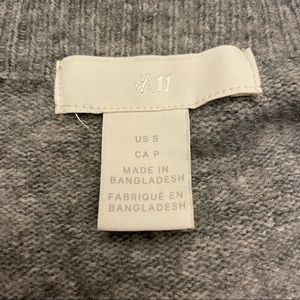 H&M
US S
CA P
MADE IN
BANGLADESH
FABRIQUÉ EN
BANGLADESH